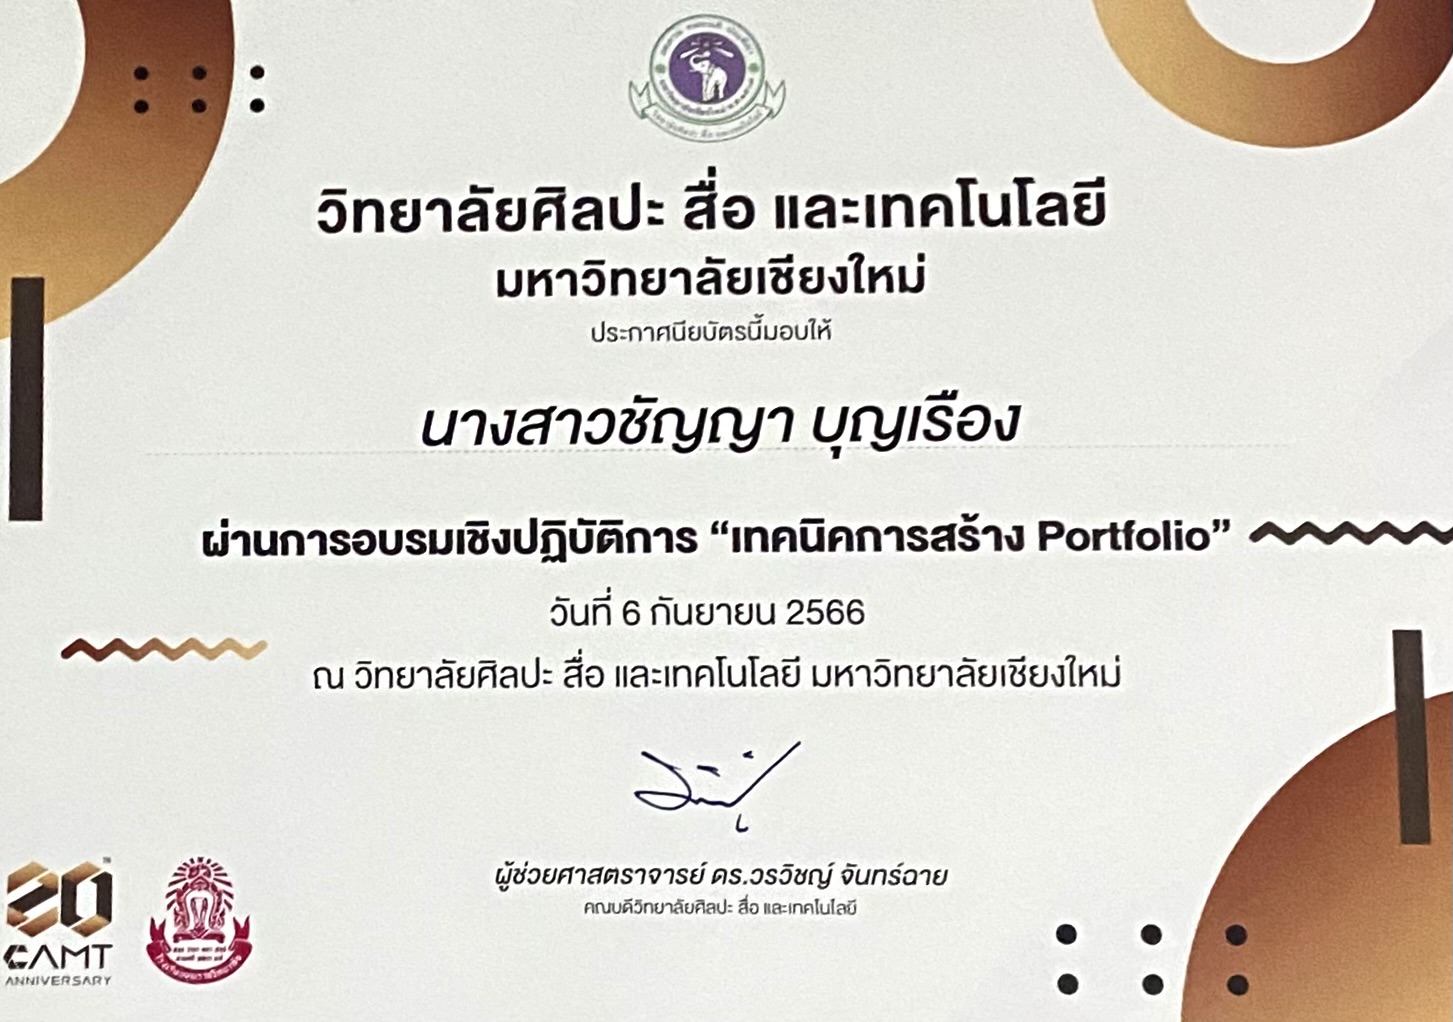 วิทยาลัยศิลปะ สื่อ และเทคโนโลยี
มหาวิทยาลัยเชียงใหม่
ประกาศนียบัตรนี้มอบให้
นางสาวชัญญา บุญเรือง
ผ่านการอบรมเชิงปฏิบัติการ “เทคนิคการสร้าง Portfolio”
วันที่ 6 กันยายน 2566
ณ วิทยาลัยศิลปะ สื่อ และเทคโนโลยี มหาวิทยาลัยเชียงใหม่
ผู้ช่วยศาสตราจารย์ ดร.วรวิชญ์ จันทร์ฉาย
คณบดีวิทยาลัยศิลปะ สื่อ และเทคโนโลยี
20
CAMT
ANNIVERSARY